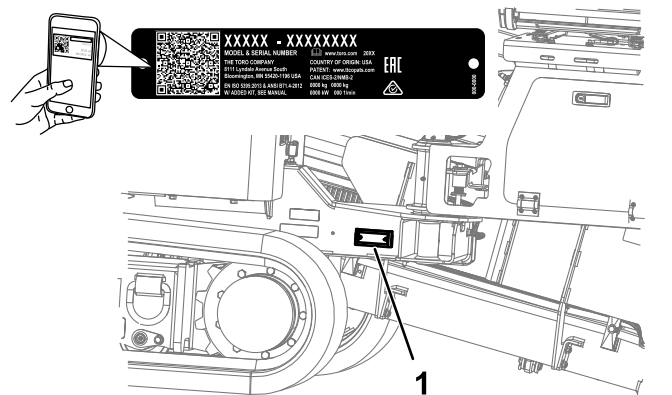 XXXXX - XXXXXXXX
MODEL & SERIAL NUMBER
www.toro.com 20XX
THE TORO COMPANY
8111 Lyndale Avenue South
Bloomington, MN 55420-1196 USA
EN ISO 5395:2013 & ANSI B71.4-2012
W/ ADDED KIT, SEE MANUAL
COUNTRY OF ORIGIN: USA
PATENT: www.ttcopats.com
CAN ICES-2/NMB-2
0000 kg 0000 kg
0000 kW 000 1/min
EAC
000-0000
1